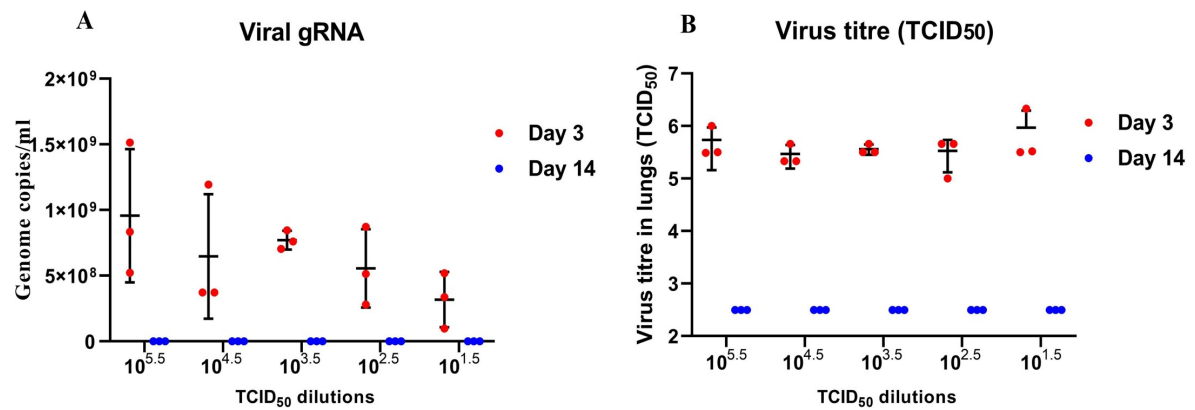 A
Viral gRNA
Genome copies/ml
2×10⁹
1.5×10⁹
1×10⁹
5×10⁸
0
10⁵·⁵
10⁴·⁵
10³·⁵
10²·⁵
10¹·⁵
TCID₅₀ dilutions
Day 3
Day 14
B
Virus titre (TCID50)
Virus titre in lungs (TCID₅₀)
7
6
5
4
3
2
10⁵·⁵
10⁴·⁵
10³·⁵
10²·⁵
10¹·⁵
TCID₅₀ dilutions
Day 3
Day 14